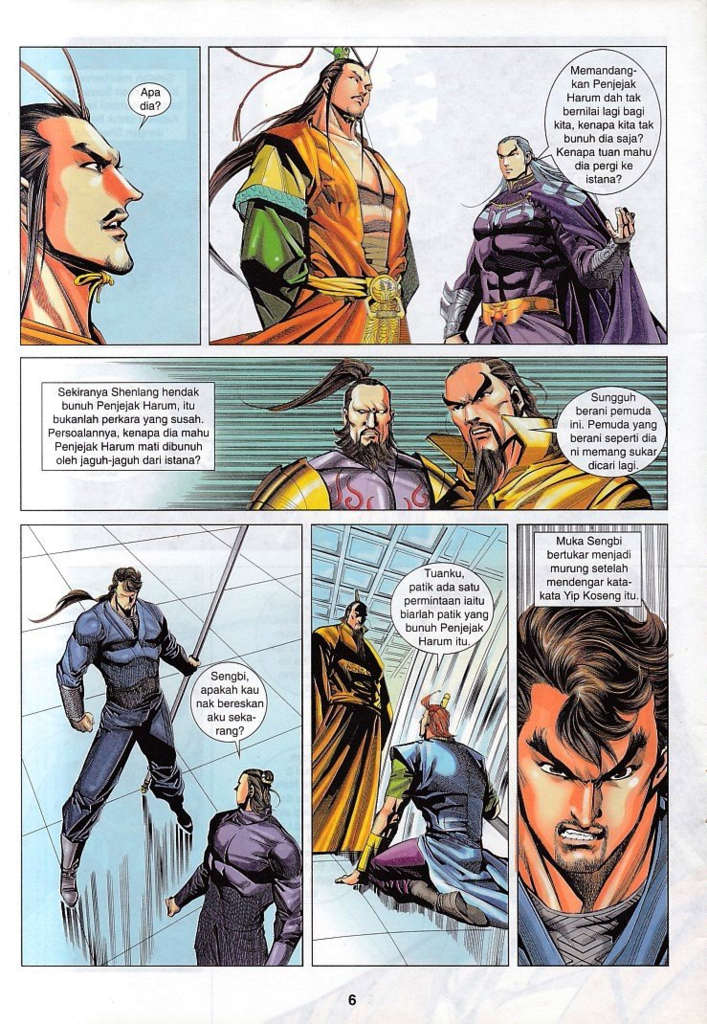 Apa
dia?
Memandang-
kan Penjejak
Harum dah tak
bernilai lagi bagi
kita, kenapa kita tak
bunuh dia saja?
Kenapa tuan mahu
dia pergi ke
istana?
Sekiranya Shenlang hendak
bunuh Penjejak Harum, itu
bukanlah perkara yang susah.
Persoalannya, kenapa dia mahu
Penjejak Harum mati dibunuh
oleh jaguh-jaguh dari istana?
Sungguh
berani pemuda
ini. Pemuda yang
berani seperti dia
ni memang sukar
dicari lagi.
Sengbi,
apakah kau
nak bereskan
aku seka-
rang?
Tuanku,
patik ada satu
permintaan iaitu
biarlah patik yang
bunuh Penjejak
Harum itu.
Muka Sengbi
bertukar menjadi
murung setelah
mendengar kata-
kata Yip Koseng itu.
6